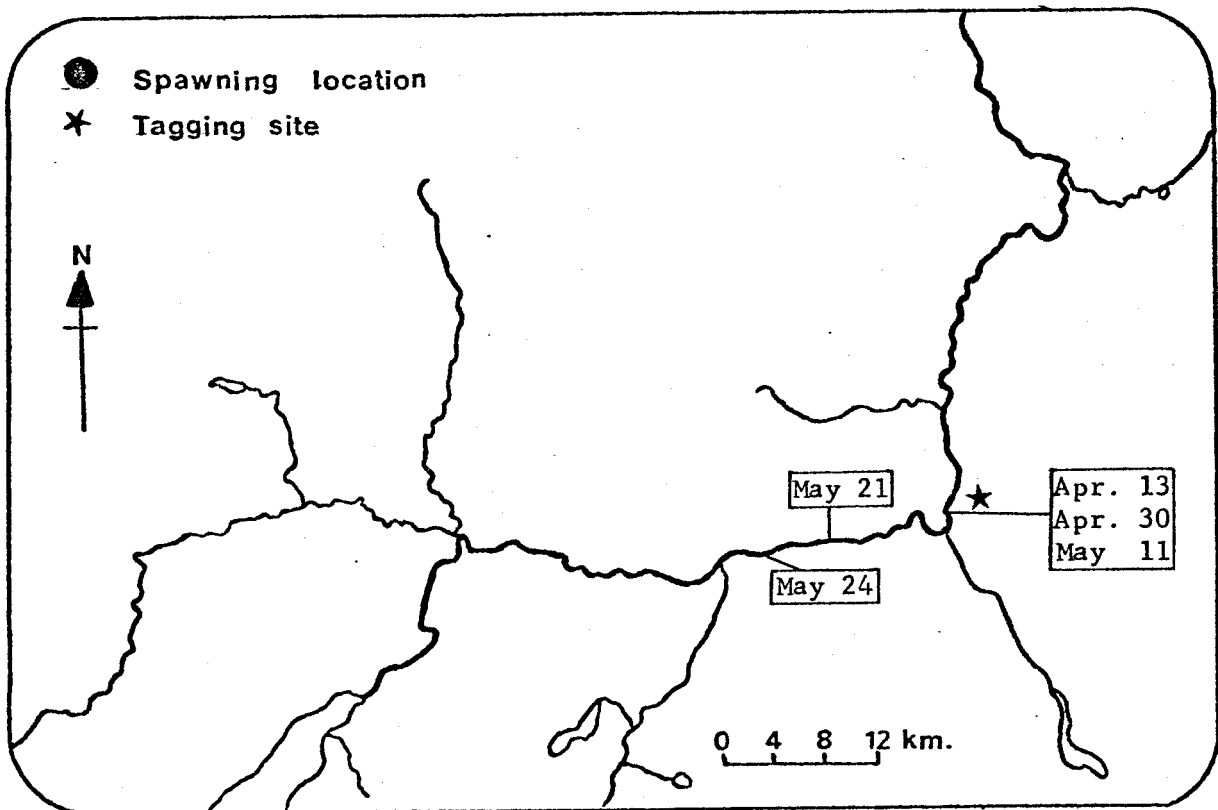 Spawning location
Tagging site
N
May 21
Apr. 13
Apr. 30
May 11
May 24
0 4 8 12 km.